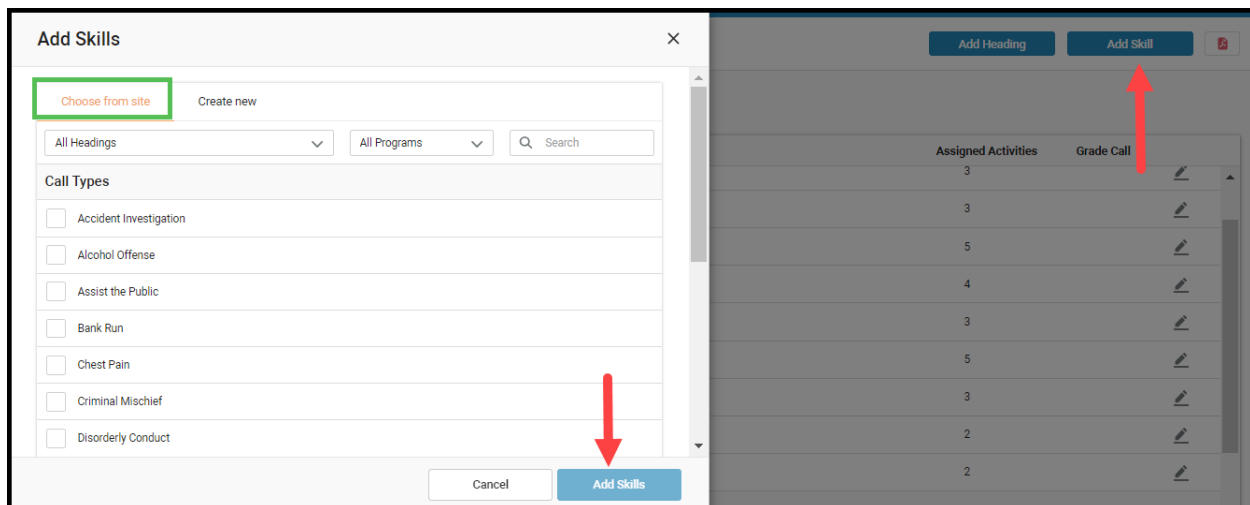 Add Skills
Add Heading
Add Skill
Choose from site
Create new
All Headings
All Programs
Search
Call Types
Accident Investigation
Alcohol Offense
Assist the Public
Bank Run
Chest Pain
Criminal Mischief
Disorderly Conduct
Cancel
Add Skills
Assigned Activities Grade Call
3
3
5
4
3
5
3
2
2